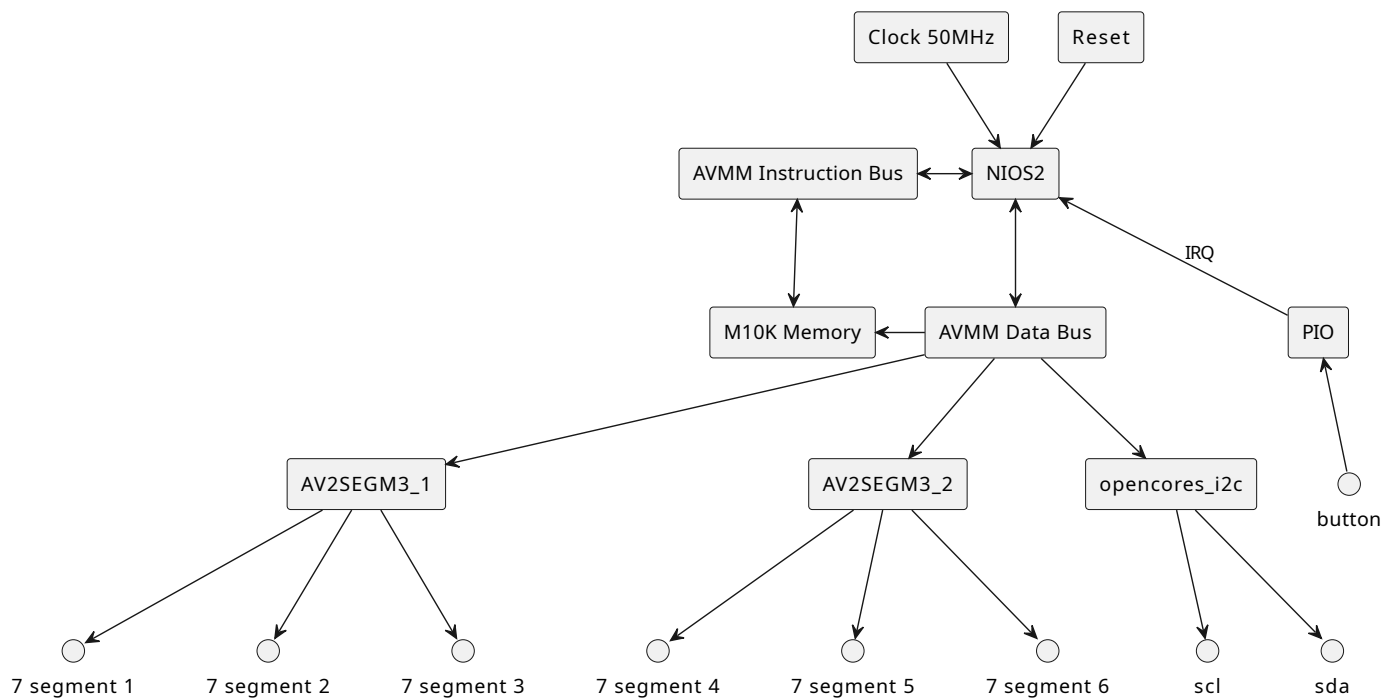 Clock 50MHz
Reset
AVMM Instruction Bus
NIOS2
IRQ
M10K Memory
AVMM Data Bus
PIO
AV2SEGM3_1
AV2SEGM3_2
opencores_i2c
button
7 segment 1
7 segment 2
7 segment 3
7 segment 4
7 segment 5
7 segment 6
scl
sda